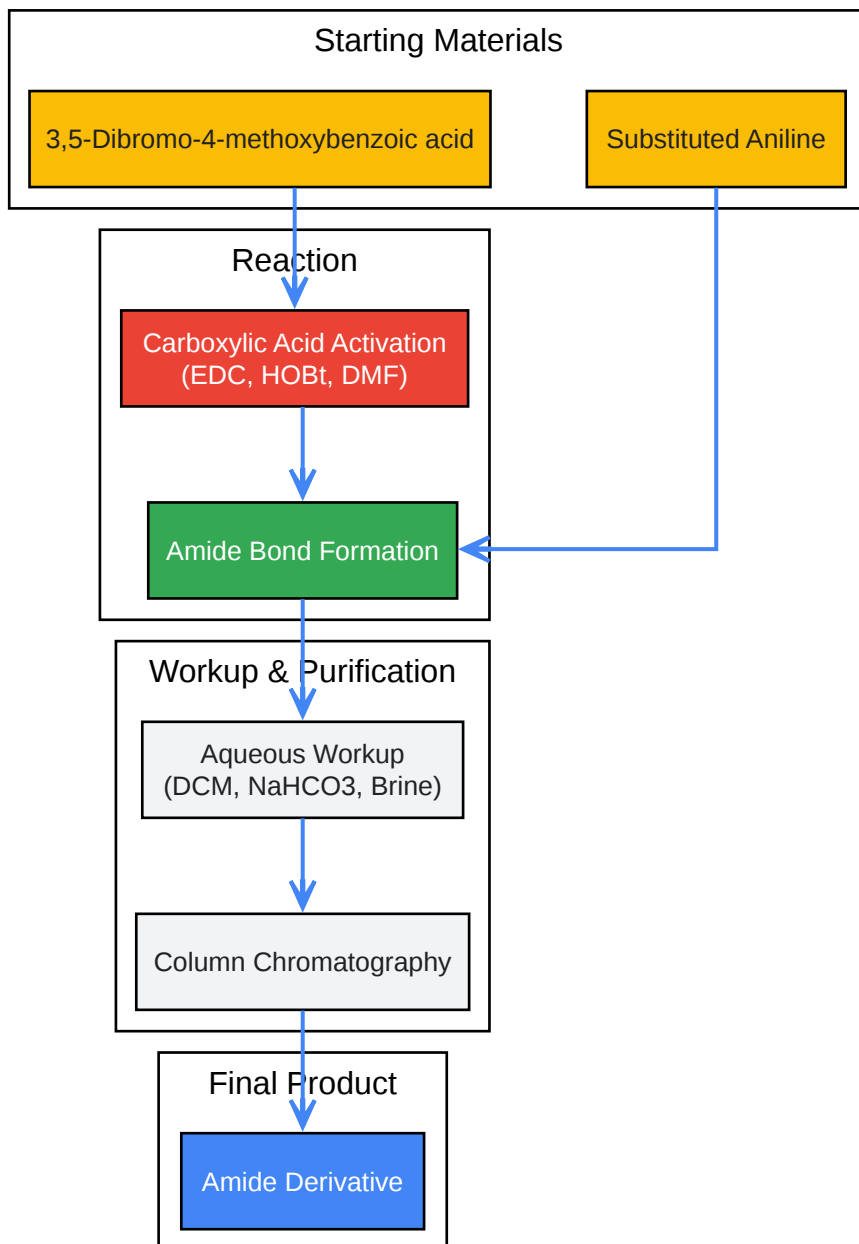 Starting Materials
3,5-Dibromo-4-methoxybenzoic acid
Substituted Aniline
Reaction
Carboxylic Acid Activation
(EDC, HOBt, DMF)
Amide Bond Formation
Workup & Purification
Aqueous Workup
(DCM, NaHCO3, Brine)
Column Chromatography
Final Product
Amide Derivative